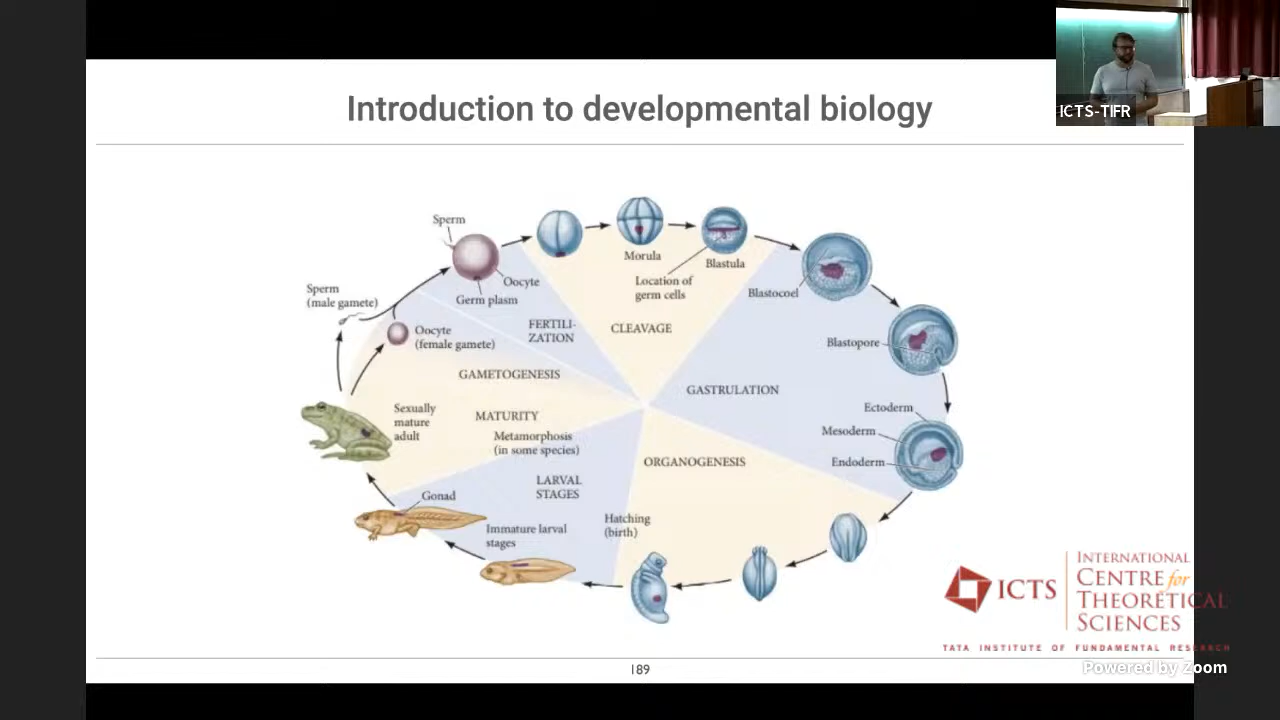 Introduction to developmental biology
ICTS-TIFR
Sperm
Oocyte
Germ plasm
Morula
Blastula
Location of
germ cells
Blastocoel
Blastopore
Sperm
(male gamete)
Oocyte
(female gamete)
FERTILI-
ZATION
CLEAVAGE
GAMETOGENESIS
GASTRULATION
MATURITY
Sexually
mature
adult
Metamorphosis
(in some species)
Ectoderm
Mesoderm
Endoderm
ORGANOGENESIS
LARVAL
STAGES
Gonad
Immature larval
stages
Hatching
(birth)
ICTS
INTERNATIONAL
CENTRE for
THEORETICAL
SCIENCES
TATA INSTITUTE OF FUNDAMENTAL RESEARCH
Powered by Zoom
189